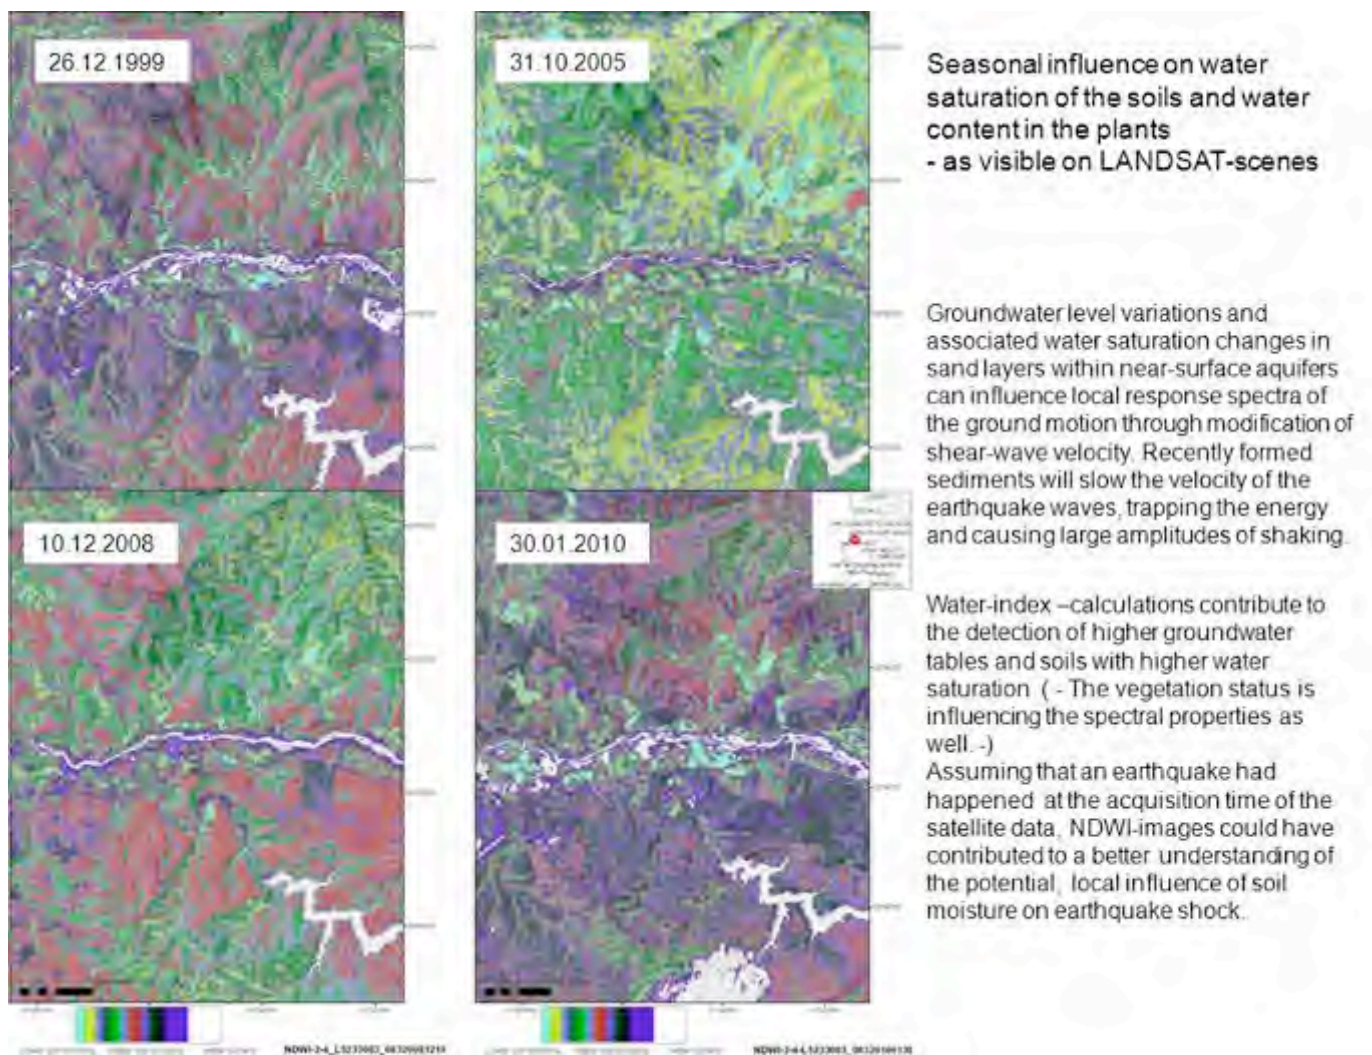 26.12.1999
31.10.2005
10.12.2008
30.01.2010
Seasonal influence on water
saturation of the soils and water
content in the plants
- as visible on LANDSAT-scenes
Groundwater level variations and
associated water saturation changes in
sand layers within near-surface aquifers
can influence local response spectra of
the ground motion through modification of
shear-wave velocity. Recently formed
sediments will slow the velocity of the
earthquake waves, trapping the energy
and causing large amplitudes of shaking.
Water-index –calculations contribute to
the detection of higher groundwater
tables and soils with higher water
saturation ( - The vegetation status is
influencing the spectral properties as
well. -)
Assuming that an earthquake had
happened at the acquisition time of the
satellite data, NDWI-images could have
contributed to a better understanding of
the potential, local influence of soil
moisture on earthquake shock.